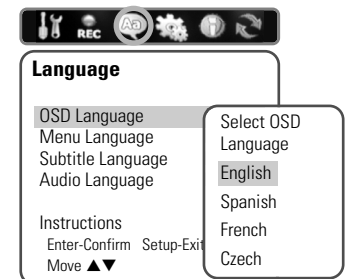 REC
Aa
Language
OSD Language
Menu Language
Subtitle Language
Audio Language
Instructions
Enter-Confirm Setup-Exit
Move ▲▼
Select OSD
Language
English
Spanish
French
Czech